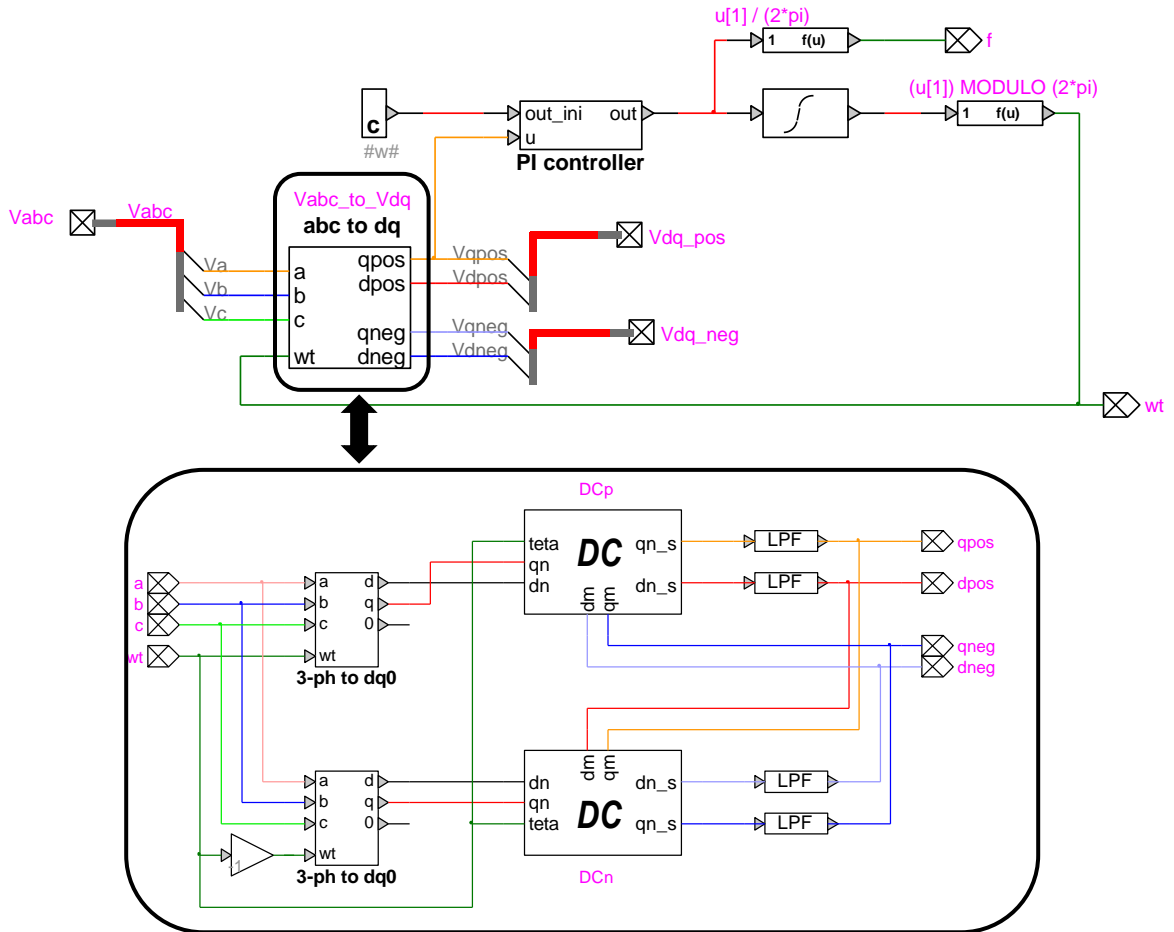 u[1] / (2*pi)
1 f(u)
f
(u[1]) MODULO (2*pi)
out_ini out
1 f(u)
c
u
#w#
PI controller
Vabc_to_Vdq
Vabc Vabc
abc to dq
Vdq_pos
Va a qpos Vqpos
Vb b dpos Vdpos
Vc c
qneg Vqneg
Vdq_neg
wt dneg Vdneg
wt
DCp
teta DC qn_s LPF qpos
qn
a a d dn dn_s LPF dpos
b b q dm qm
c c 0
qneg
wt wt
dneg
3-ph to dq0
dm qm
a d dn dn_s LPF
b q qn DC
c 0 teta qn_s LPF
-1 wt
3-ph to dq0
DCn